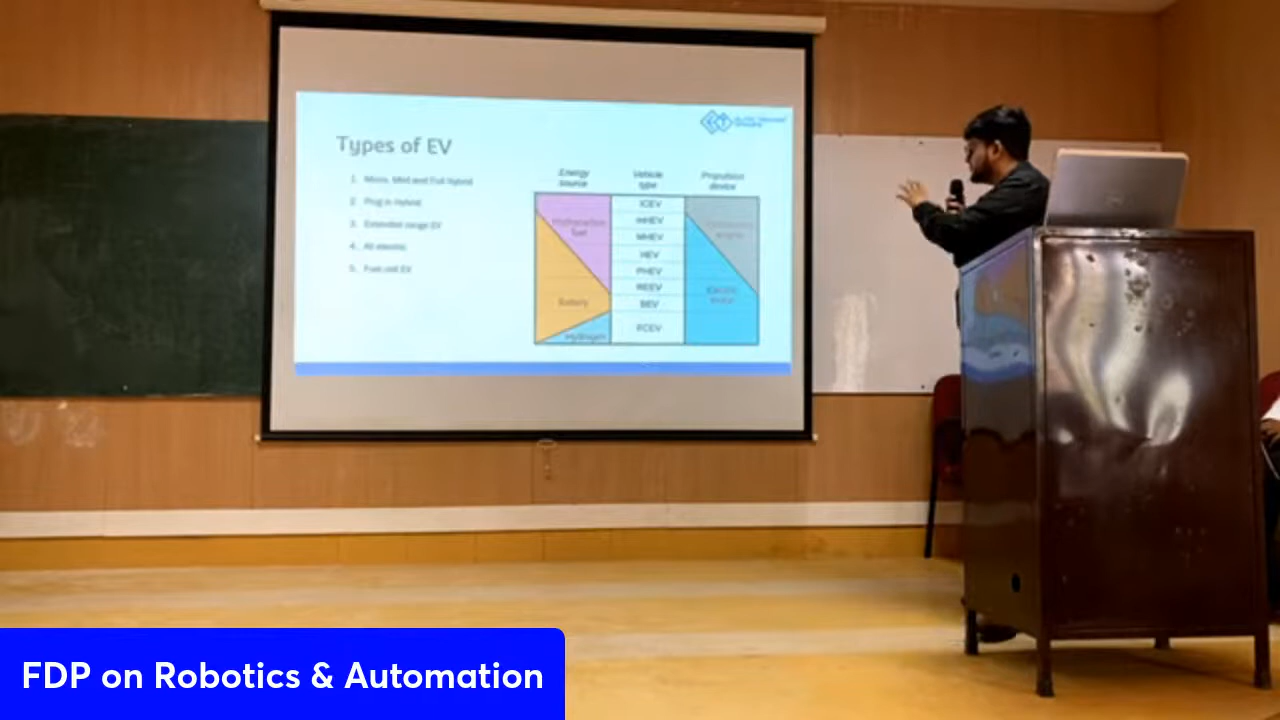 Types of EV
1. Micro, Mild and Full Hybrid
2. Plug in Hybrid
3. Extended range EV
4. All electric
5. Fuel cell EV
Energy source
Vehicle type
Propulsion device
ICEV
mHEV
MHEV
HEV
PHEV
REEV
BEV
FCEV
Hydrocarbon fuel
Battery
Hydrogen
Electric motor
FDP on Robotics & Automation